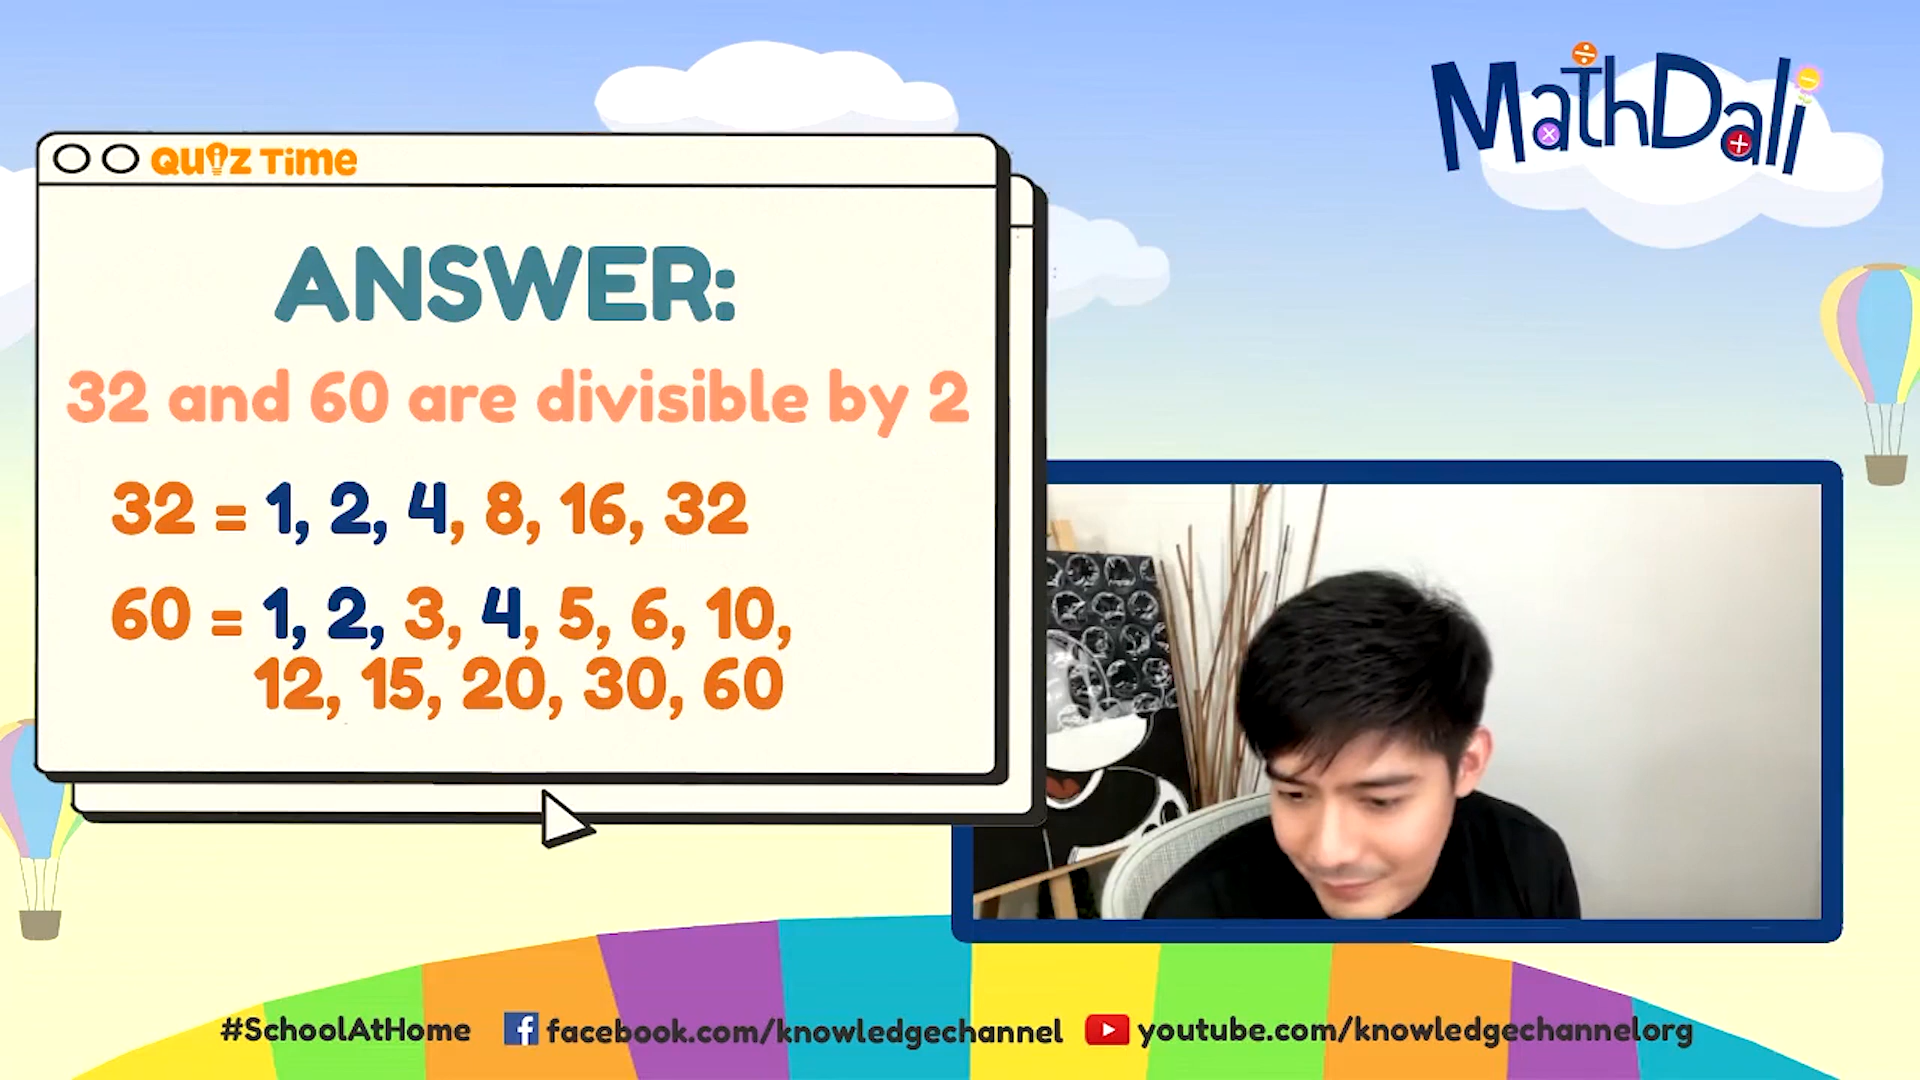 MathDali
QUIZ TiME
ANSWER:
32 and 60 are divisible by 2
32 = 1, 2, 4, 8, 16, 32
60 = 1, 2, 3, 4, 5, 6, 10,
12, 15, 20, 30, 60
#SchoolAtHome facebook.com/knowledgechannel youtube.com/knowledgechannelorg